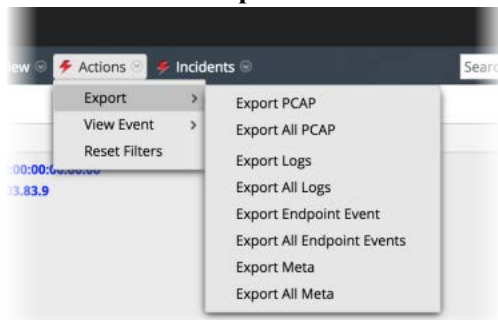 Actions
Incidents
Export
View Event
Reset Filters
Export PCAP
Export All PCAP
Export Logs
Export All Logs
Export Endpoint Event
Export All Endpoint Events
Export Meta
Export All Meta